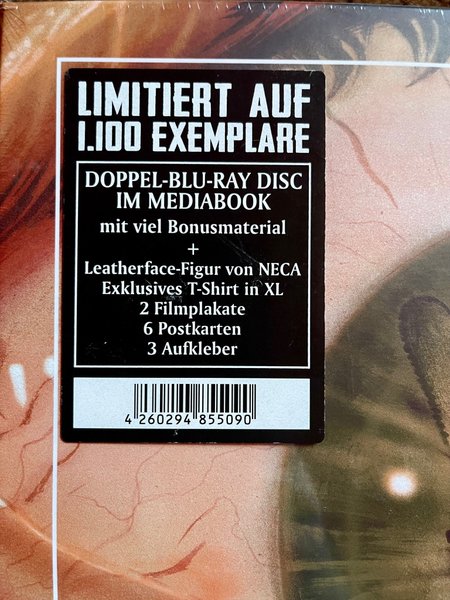 LIMITIERT AUF
1.100 EXEMPLARE
DOPPEL-BLU-RAY DISC
IM MEDIABOOK
mit viel Bonusmaterial
+
Leatherface-Figur von NECA
Exklusives T-Shirt in XL
2 Filmplakate
6 Postkarten
3 Aufkleber
4 260294 855090